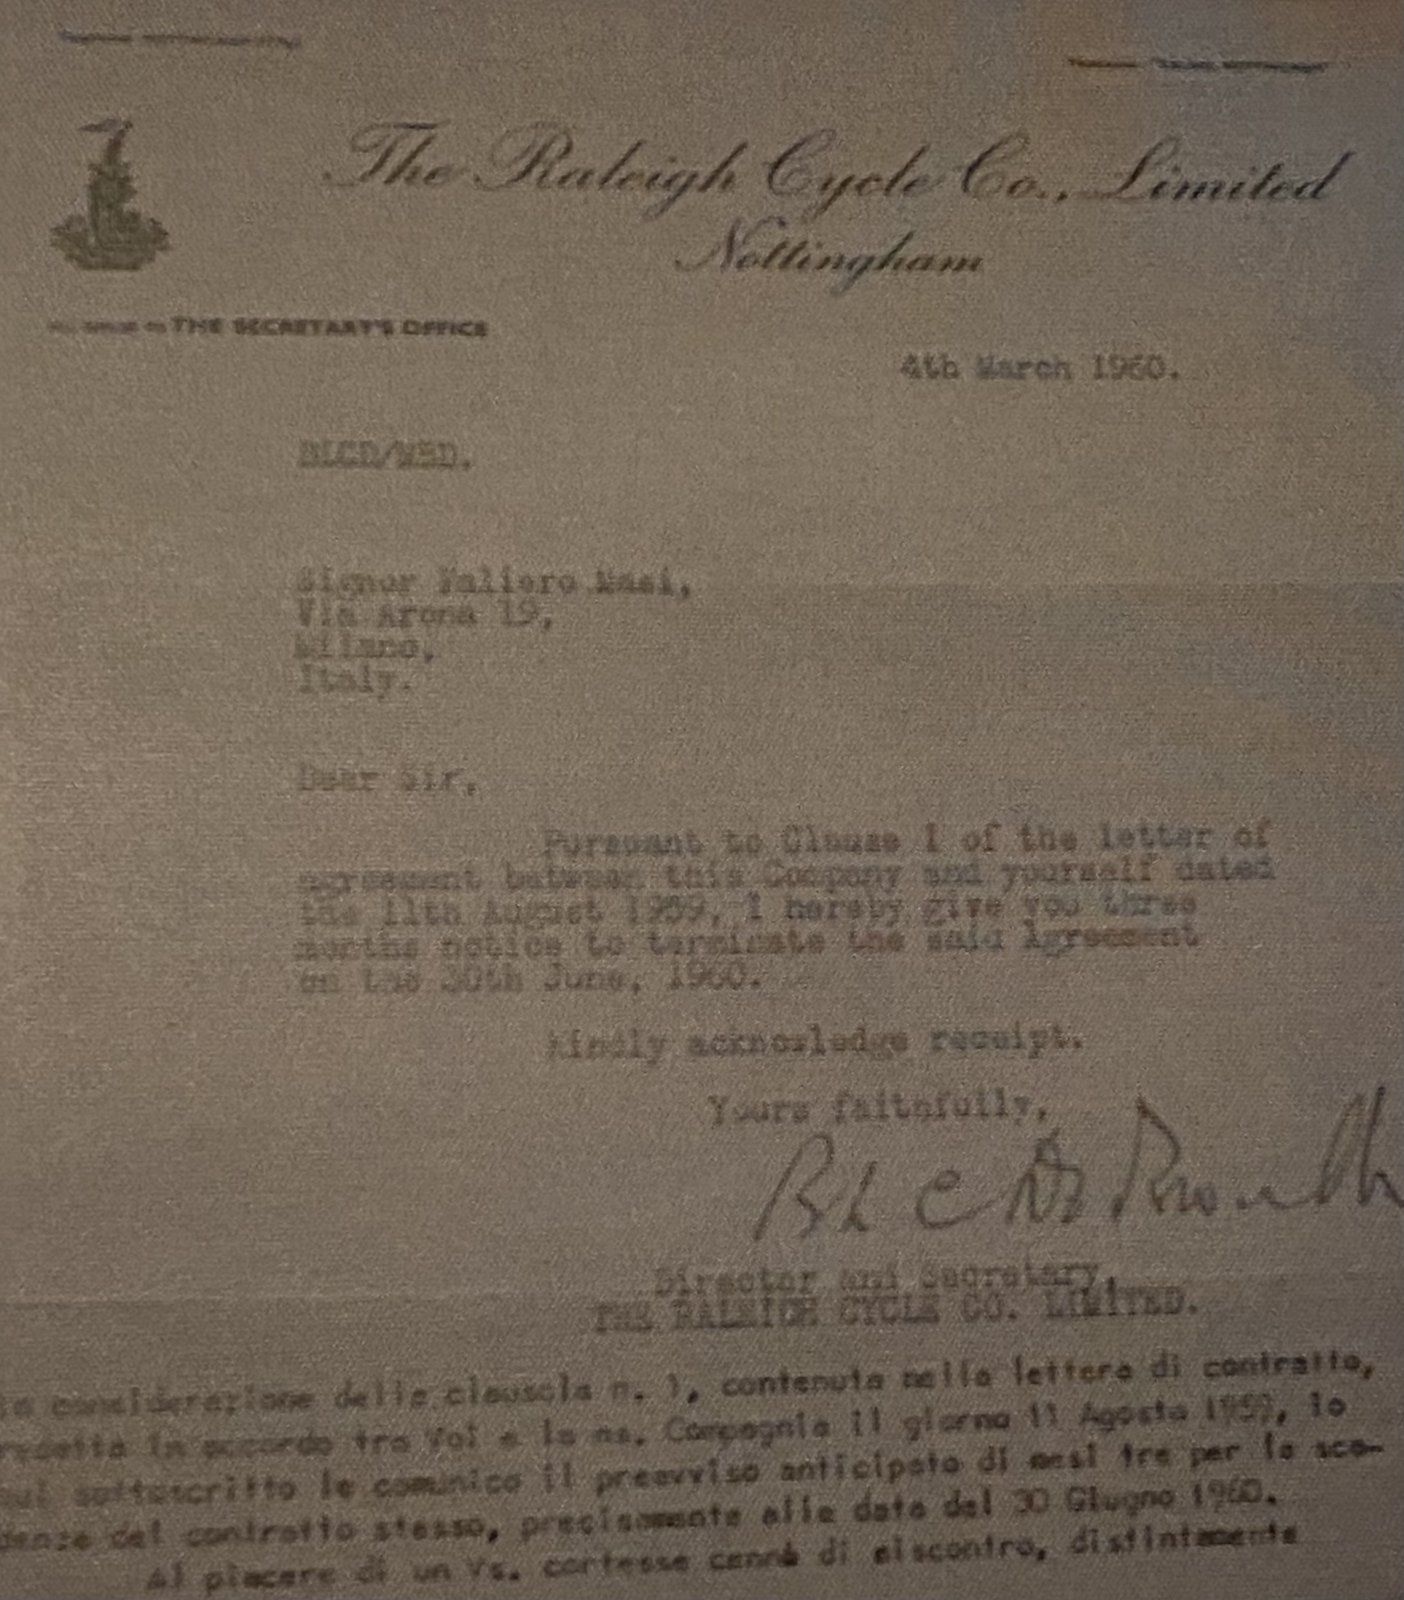 The Raleigh Cycle Co., Limited
Nottingham
THE SECRETARY'S OFFICE
4th March 1960.
BLCD/WBD.
Signor Faliero Masi,
Via Arona 19,
Milano,
Italy.
Dear Sir,
Pursuant to Clause 1 of the letter of
agreement between this Company and yourself dated
the 11th August 1959, I hereby give you three
months notice to terminate the said Agreement
on the 30th June, 1960.
Kindly acknowledge receipt.
Yours faithfully,
Director and Secretary,
THE RALEIGH CYCLE CO. LIMITED.
considerazione della clausola n. 1, contenuta nella lettera di contratto,
in accordo tra Voi e la ns. Compagnia il giorno 11 Agosto 1959, io
sottoscritto le comunico il preavviso anticipato di mesi tre per la sca-
denza del contratto stesso, precisamente alla data del 30 Giugno 1960.
Al piacere di un Vs. cortese cenno di riscontro, distintamente